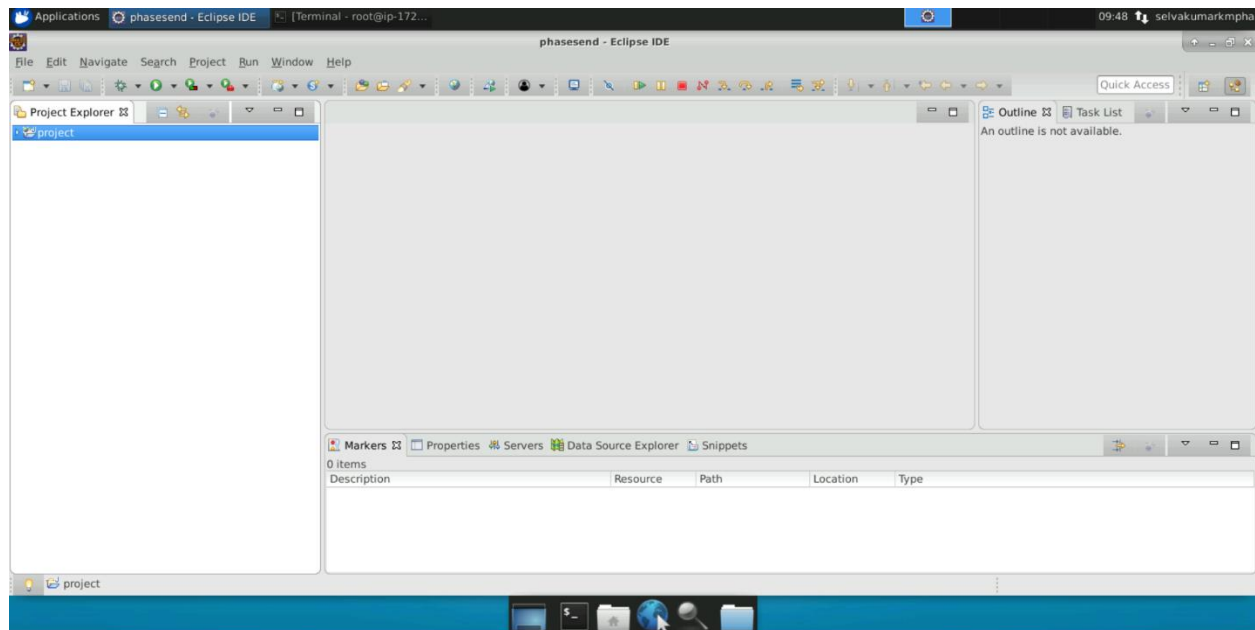 Applications phasesend - Eclipse IDE [Terminal - root@ip-172... 09:48 selvakumarkmpha
phasesend - Eclipse IDE
File Edit Navigate Search Project Run Window Help
Quick Access
Project Explorer Outline Task List
project An outline is not available.
Markers Properties Servers Data Source Explorer Snippets
0 items
Description Resource Path Location Type
project
$_